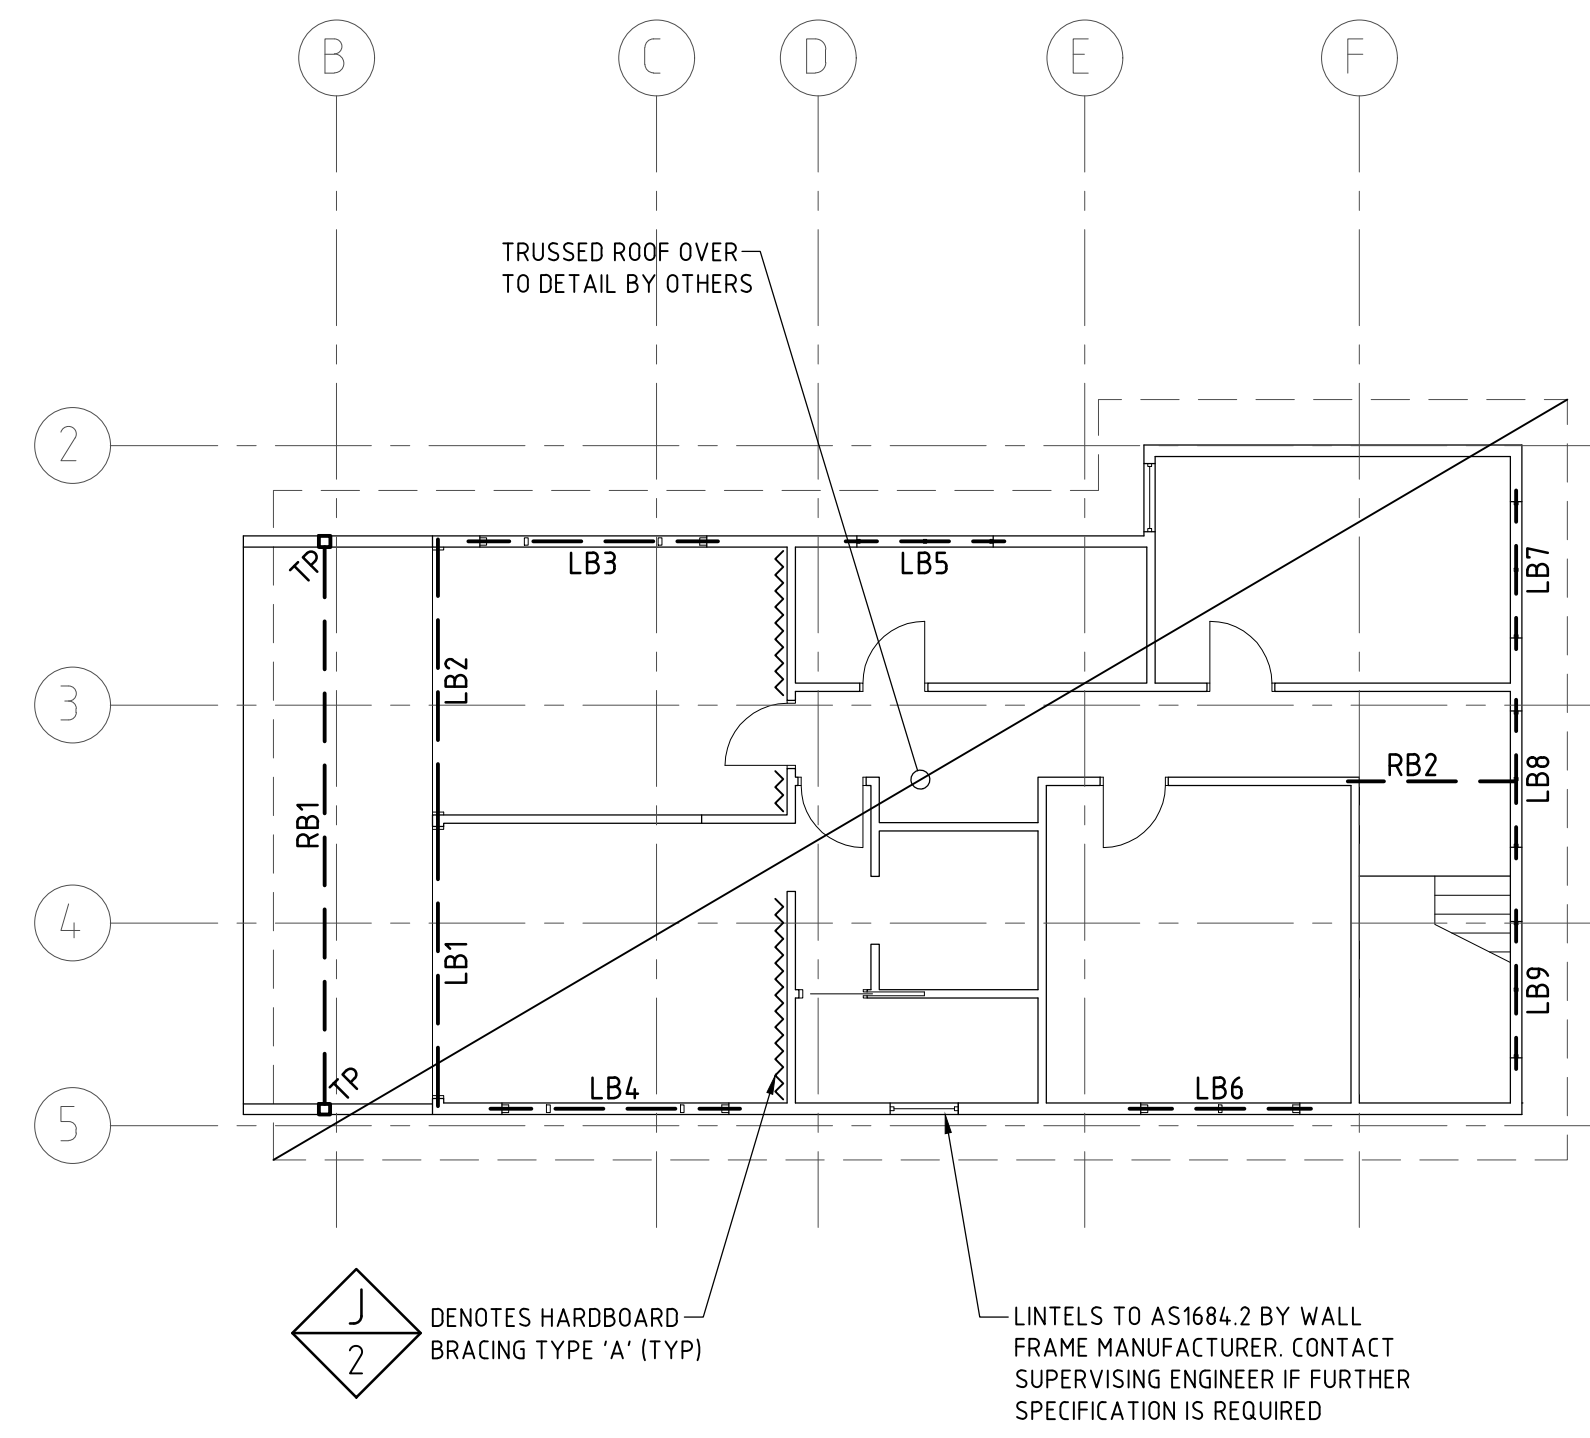 B
C
D
E
F
TRUSSED ROOF OVER
TO DETAIL BY OTHERS
2
TP
LB3
LB5
LB7
LB2
3
RB2
LB8
RB1
4
LB1
LB9
TP
LB4
LB6
5
J
2
DENOTES HARDBOARD
BRACING TYPE 'A' (TYP)
LINTELS TO AS1684.2 BY WALL
FRAME MANUFACTURER. CONTACT
SUPERVISING ENGINEER IF FURTHER
SPECIFICATION IS REQUIRED